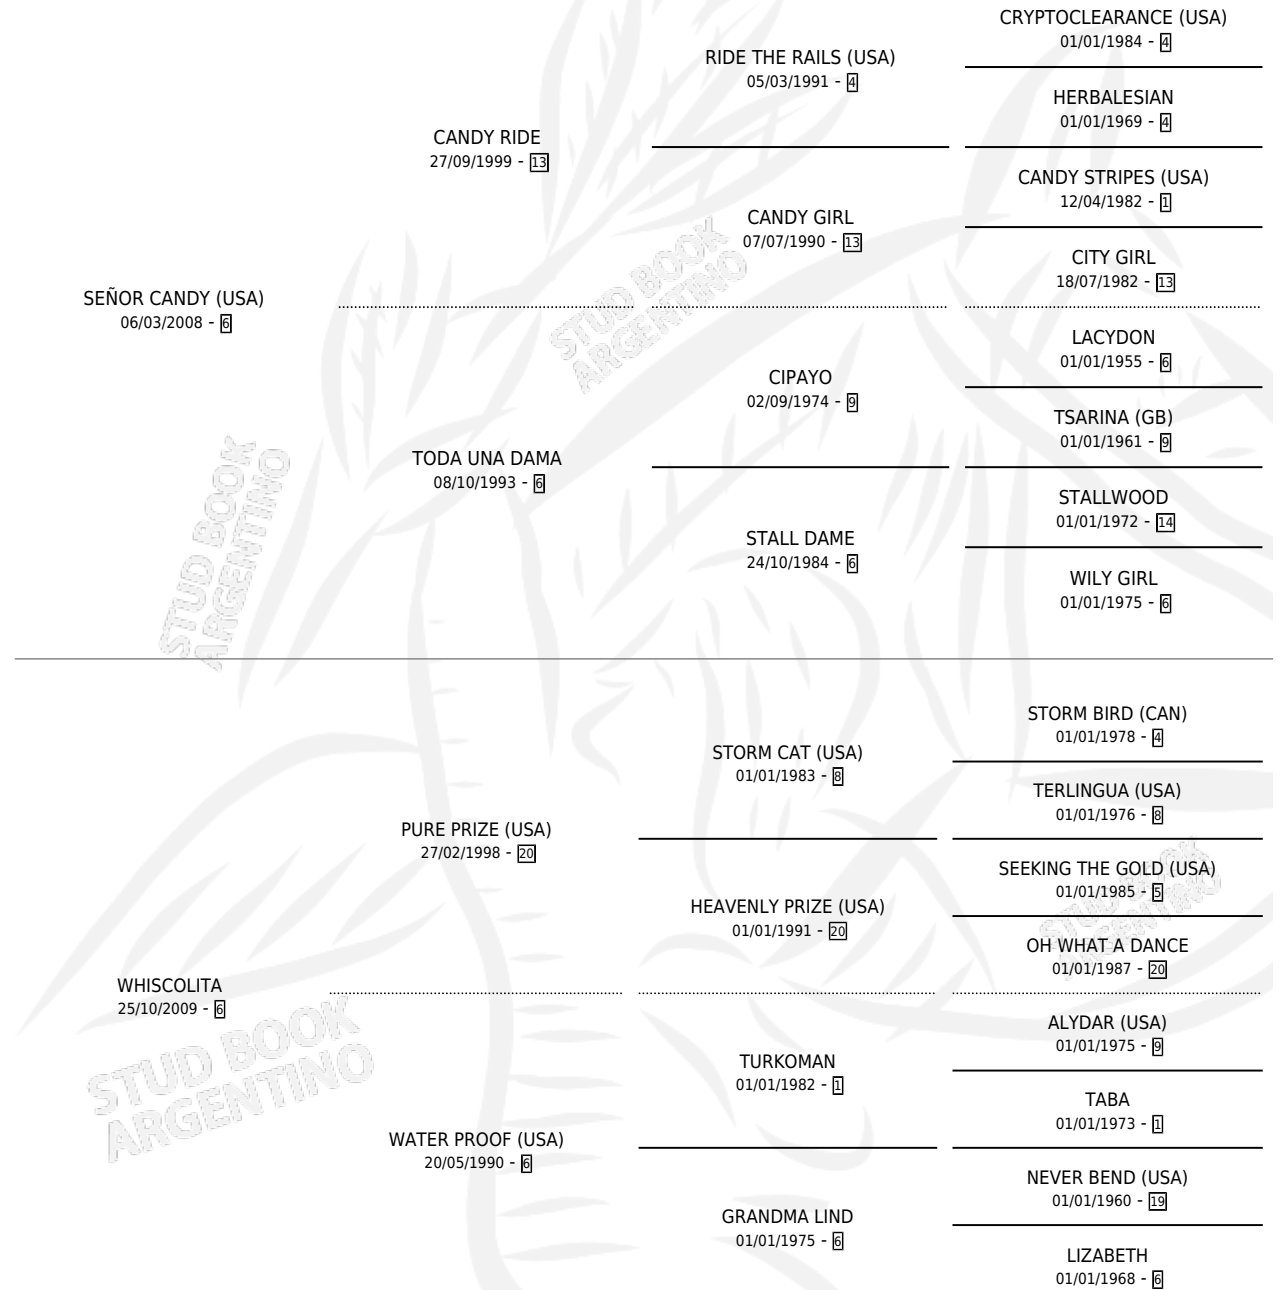 CRYPTOCLEARANCE (USA)
01/01/1984 - 4
RIDE THE RAILS (USA)
05/03/1991 - 4
HERBALESIAN
01/01/1969 - 4
CANDY RIDE
27/09/1999 - 13
CANDY STRIPES (USA)
12/04/1982 - 1
CANDY GIRL
07/07/1990 - 13
CITY GIRL
18/07/1982 - 13
SEÑOR CANDY (USA)
06/03/2008 - 6
LACYDON
01/01/1955 - 6
CIPAYO
02/09/1974 - 9
TSARINA (GB)
01/01/1961 - 9
TODA UNA DAMA
08/10/1993 - 6
STALLWOOD
01/01/1972 - 14
STALL DAME
24/10/1984 - 6
WILY GIRL
01/01/1975 - 6
STORM BIRD (CAN)
01/01/1978 - 4
STORM CAT (USA)
01/01/1983 - 8
TERLINGUA (USA)
01/01/1976 - 8
PURE PRIZE (USA)
27/02/1998 - 20
SEEKING THE GOLD (USA)
01/01/1985 - 5
HEAVENLY PRIZE (USA)
01/01/1991 - 20
OH WHAT A DANCE
01/01/1987 - 20
WHISCOLITA
25/10/2009 - 6
ALYDAR (USA)
01/01/1975 - 9
TURKOMAN
01/01/1982 - 1
TABA
01/01/1973 - 1
WATER PROOF (USA)
20/05/1990 - 6
NEVER BEND (USA)
01/01/1960 - 19
GRANDMA LIND
01/01/1975 - 6
LIZABETH
01/01/1968 - 6
STUD BOOK
ARGENTINO
STUD BOOK
ARGENTINO
STUD BOOK
ARGENTINO
STUD BOOK
ARGENTINO